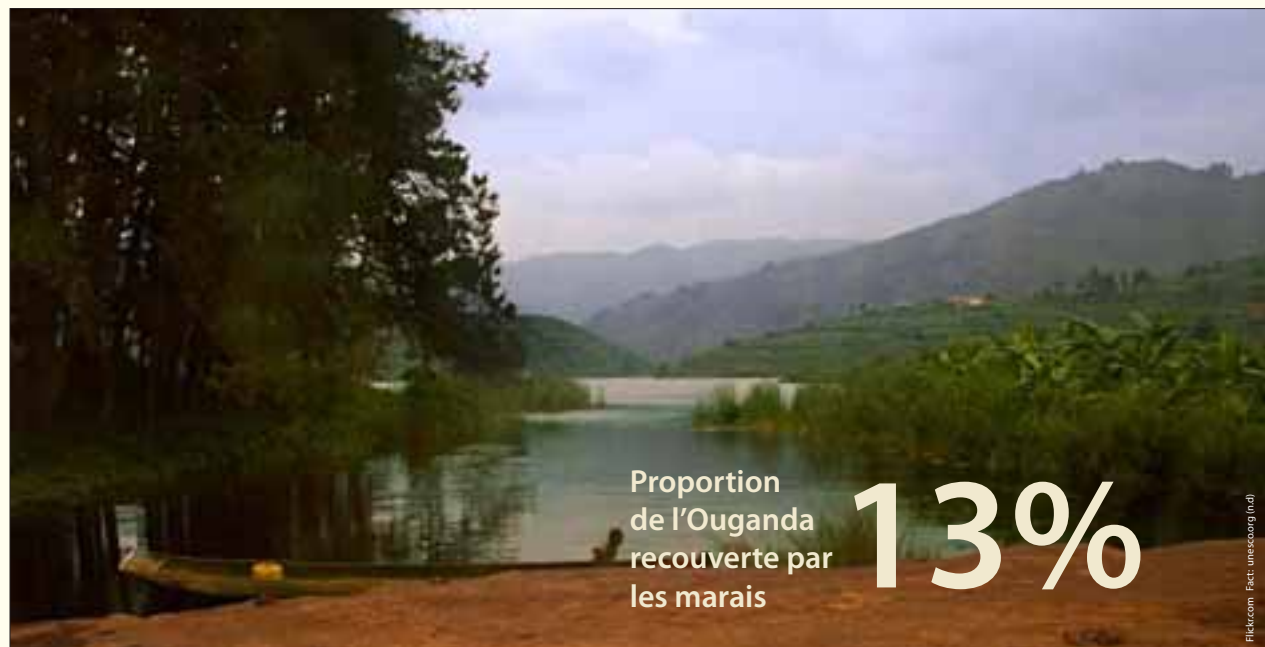 Proportion
de l’Ouganda
recouverte par
les marais
13%
Flickr.com Fact: unesco.org (n.d)